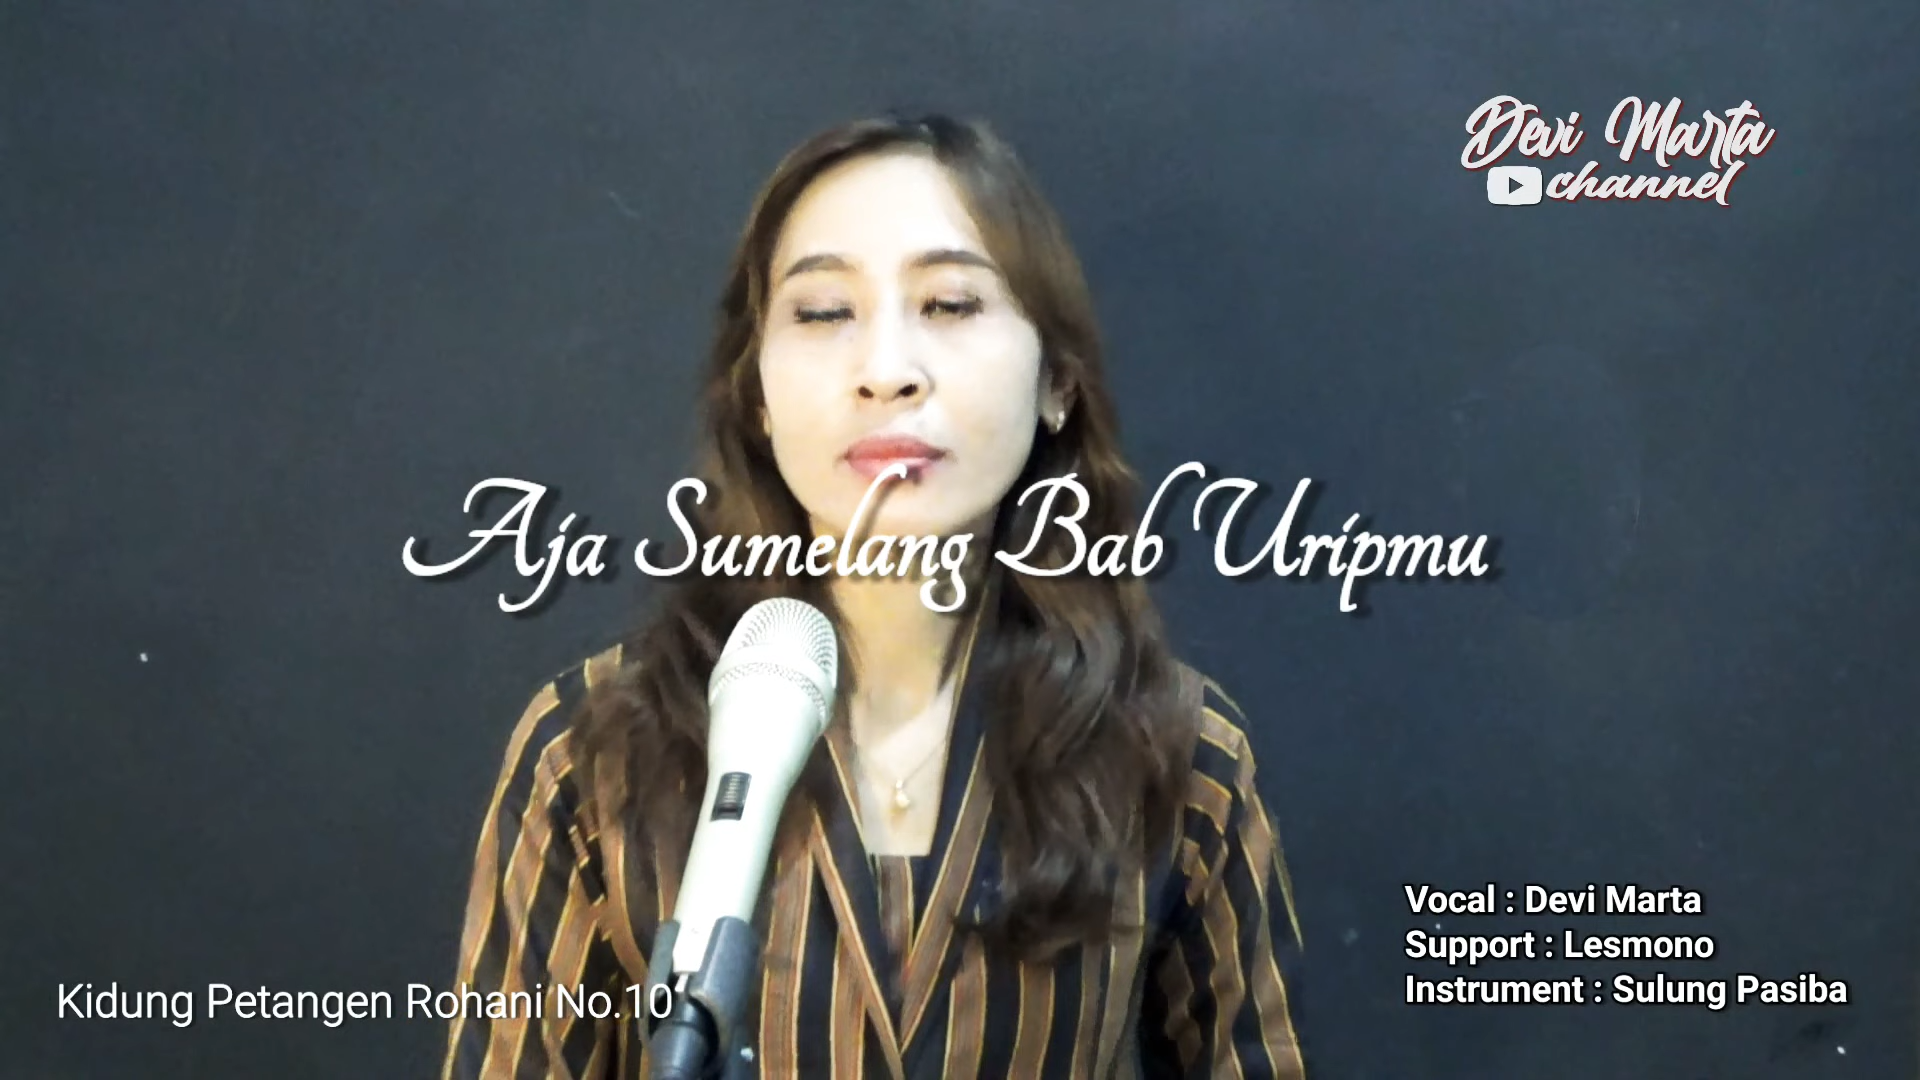 Devi Marta
channel
Aja Sumelang Bab Uripmu
Vocal : Devi Marta
Support : Lesmono
Instrument : Sulung Pasiba
Kidung Petangen Rohani No.10